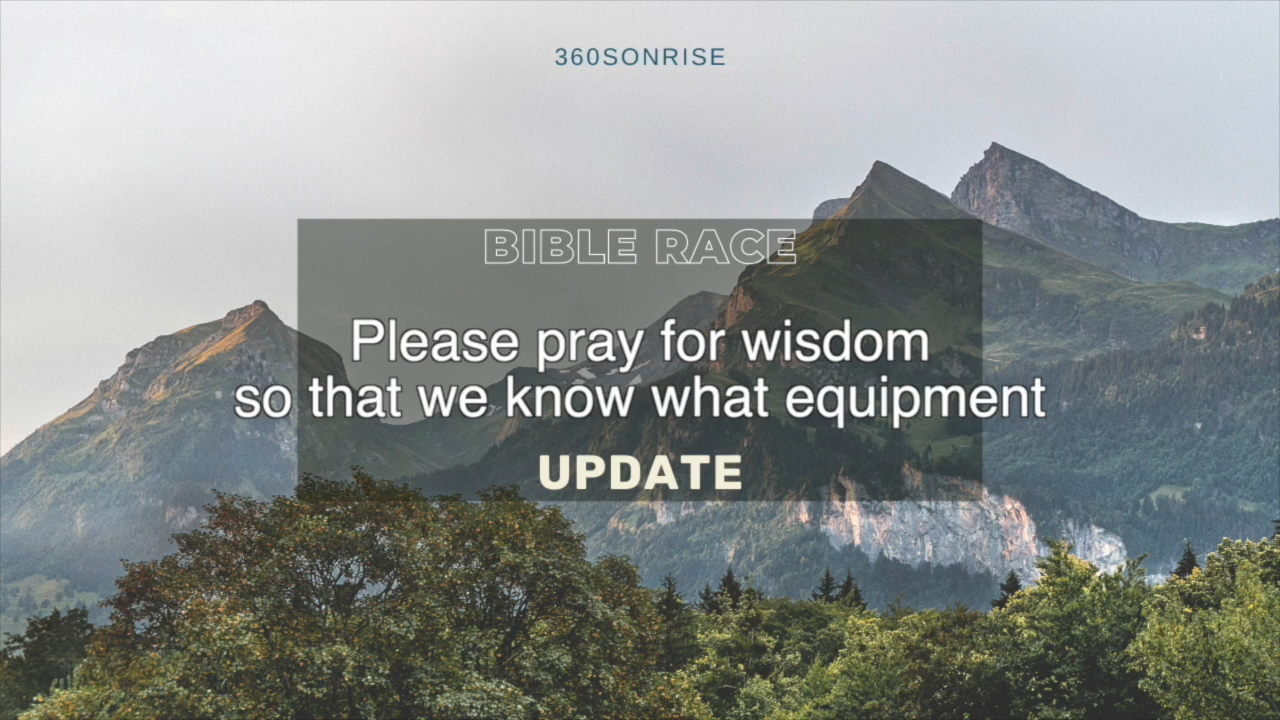 360SONRISE
BIBLE RACE
Please pray for wisdom
so that we know what equipment
UPDATE